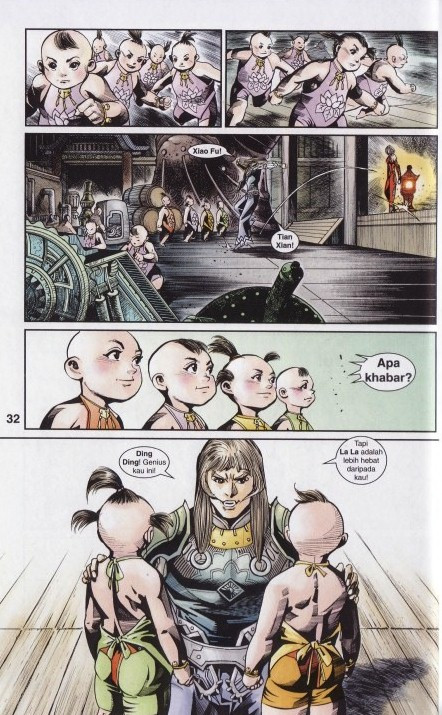 Xiao Fu!
Tian
Xian!
Apa
khabar?
32
Ding
Ding! Genius
kau ini!
Tapi
La La adalah
lebih hebat
daripada
kau!